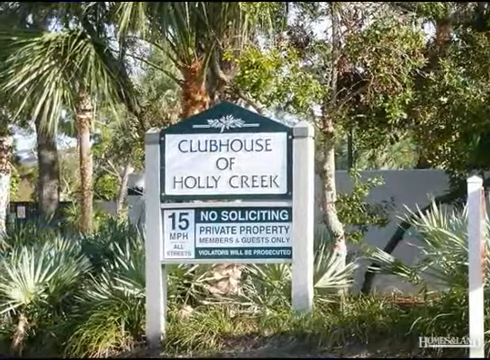 CLUBHOUSE
OF
HOLLY CREEK
15
MPH
ALL
STREETS
NO SOLICITING
PRIVATE PROPERTY
MEMBERS & GUESTS ONLY
VIOLATORS WILL BE PROSECUTED
HOMES&LAND